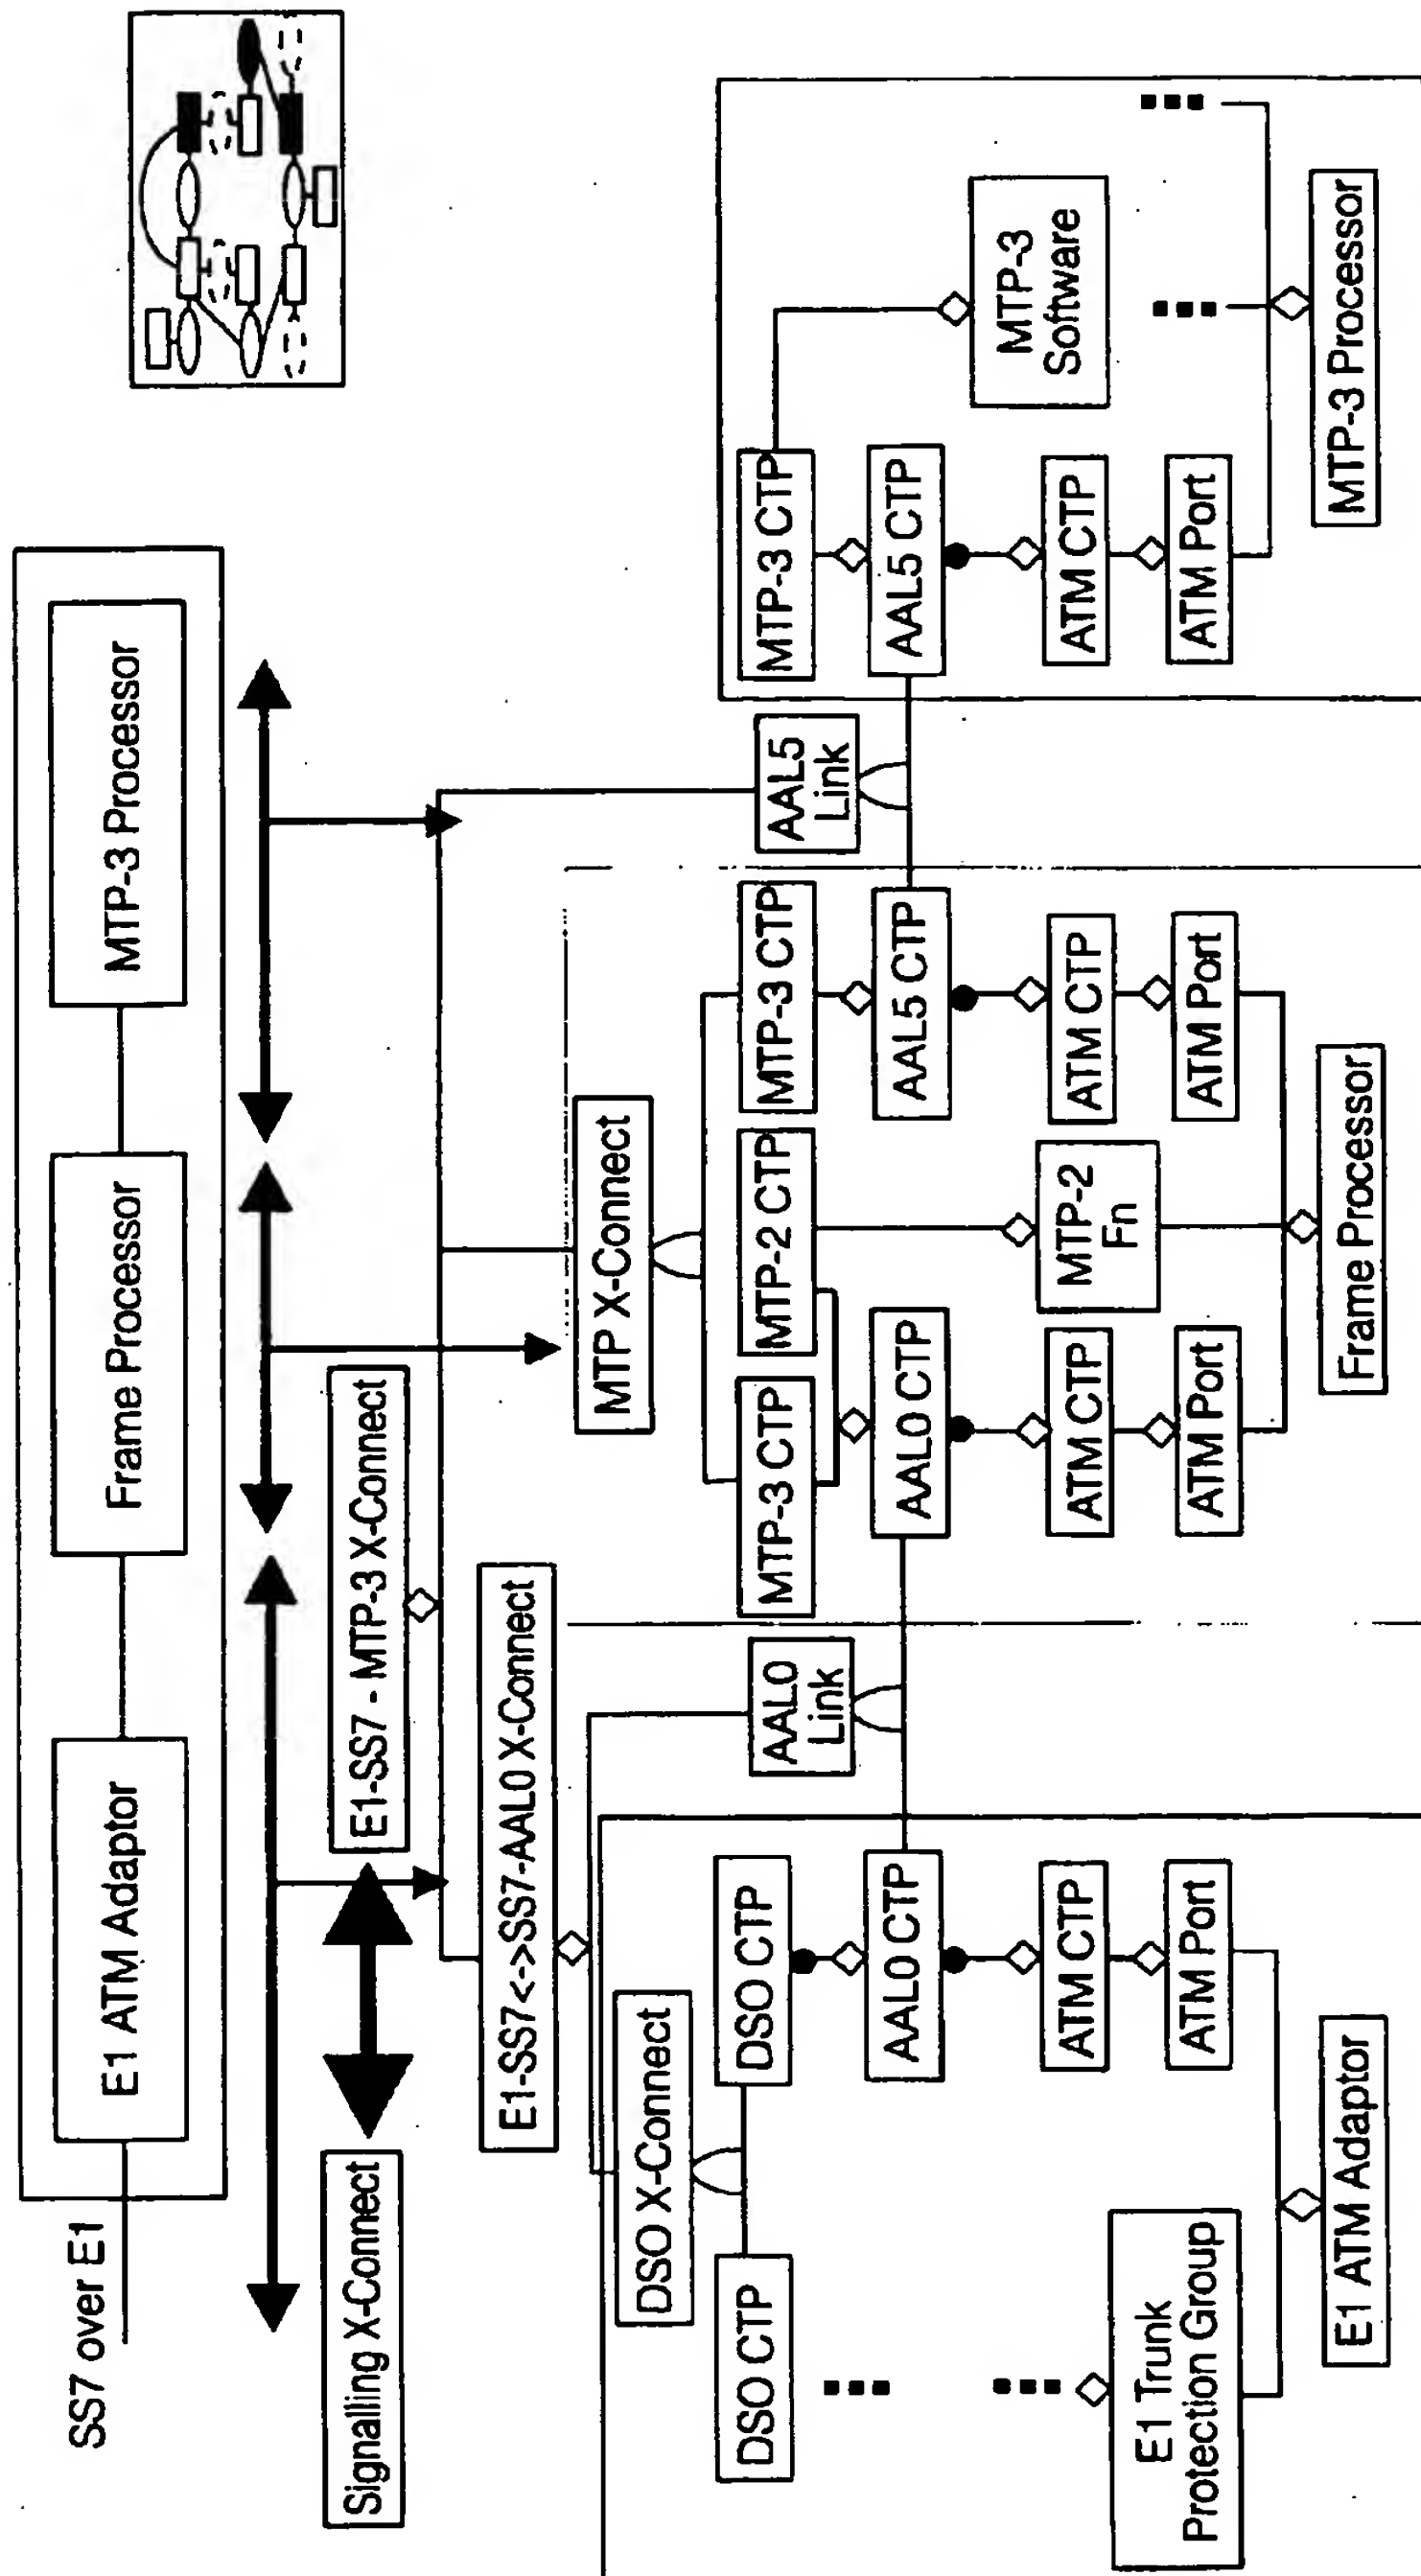 SS7 over E1
E1 ATM Adaptor
Frame Processor
MTP-3 Processor
Signalling X-Connect
E1-SS7 - MTP-3 X-Connect
E1-SS7<->SS7-AAL0 X-Connect
MTP X-Connect
DSO X-Connect
DSO CTP
DSO CTP
AAL0
Link
MTP-3 CTP
MTP-2 CTP
MTP-3 CTP
AAL5
Link
MTP-3 CTP
AAL0 CTP
AAL0 CTP
AAL5 CTP
AAL5 CTP
MTP-3
Software
ATM CTP
ATM CTP
MTP-2
Fn
ATM CTP
ATM CTP
E1 Trunk
Protection Group
ATM Port
ATM Port
ATM Port
ATM Port
E1 ATM Adaptor
Frame Processor
MTP-3 Processor